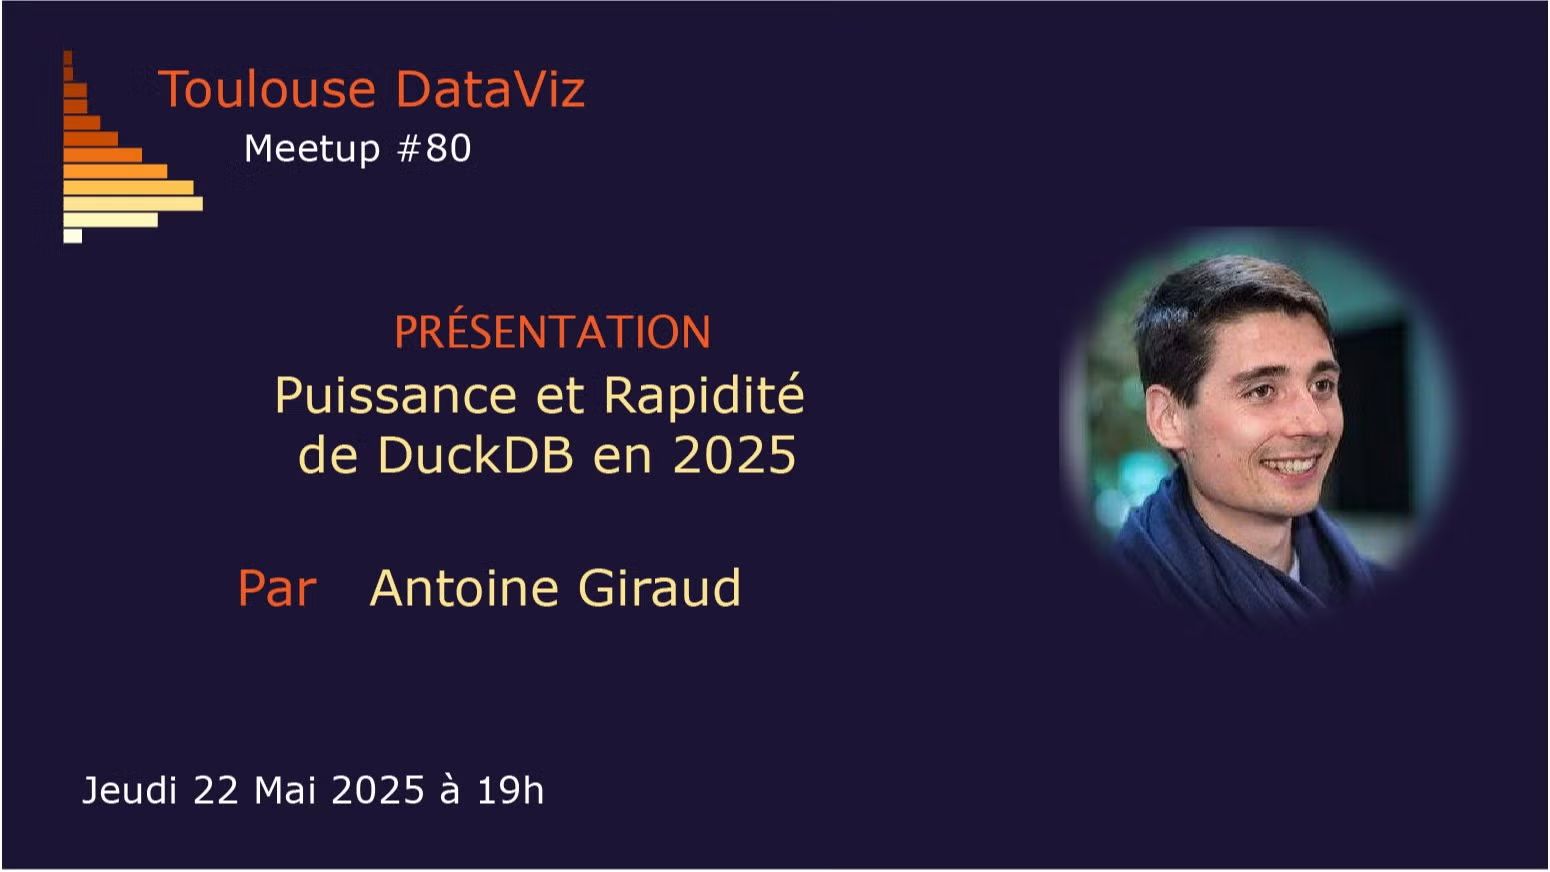 Toulouse DataViz
Meetup #80
PRÉSENTATION
Puissance et Rapidité
de DuckDB en 2025
Par Antoine Giraud
Jeudi 22 Mai 2025 à 19h